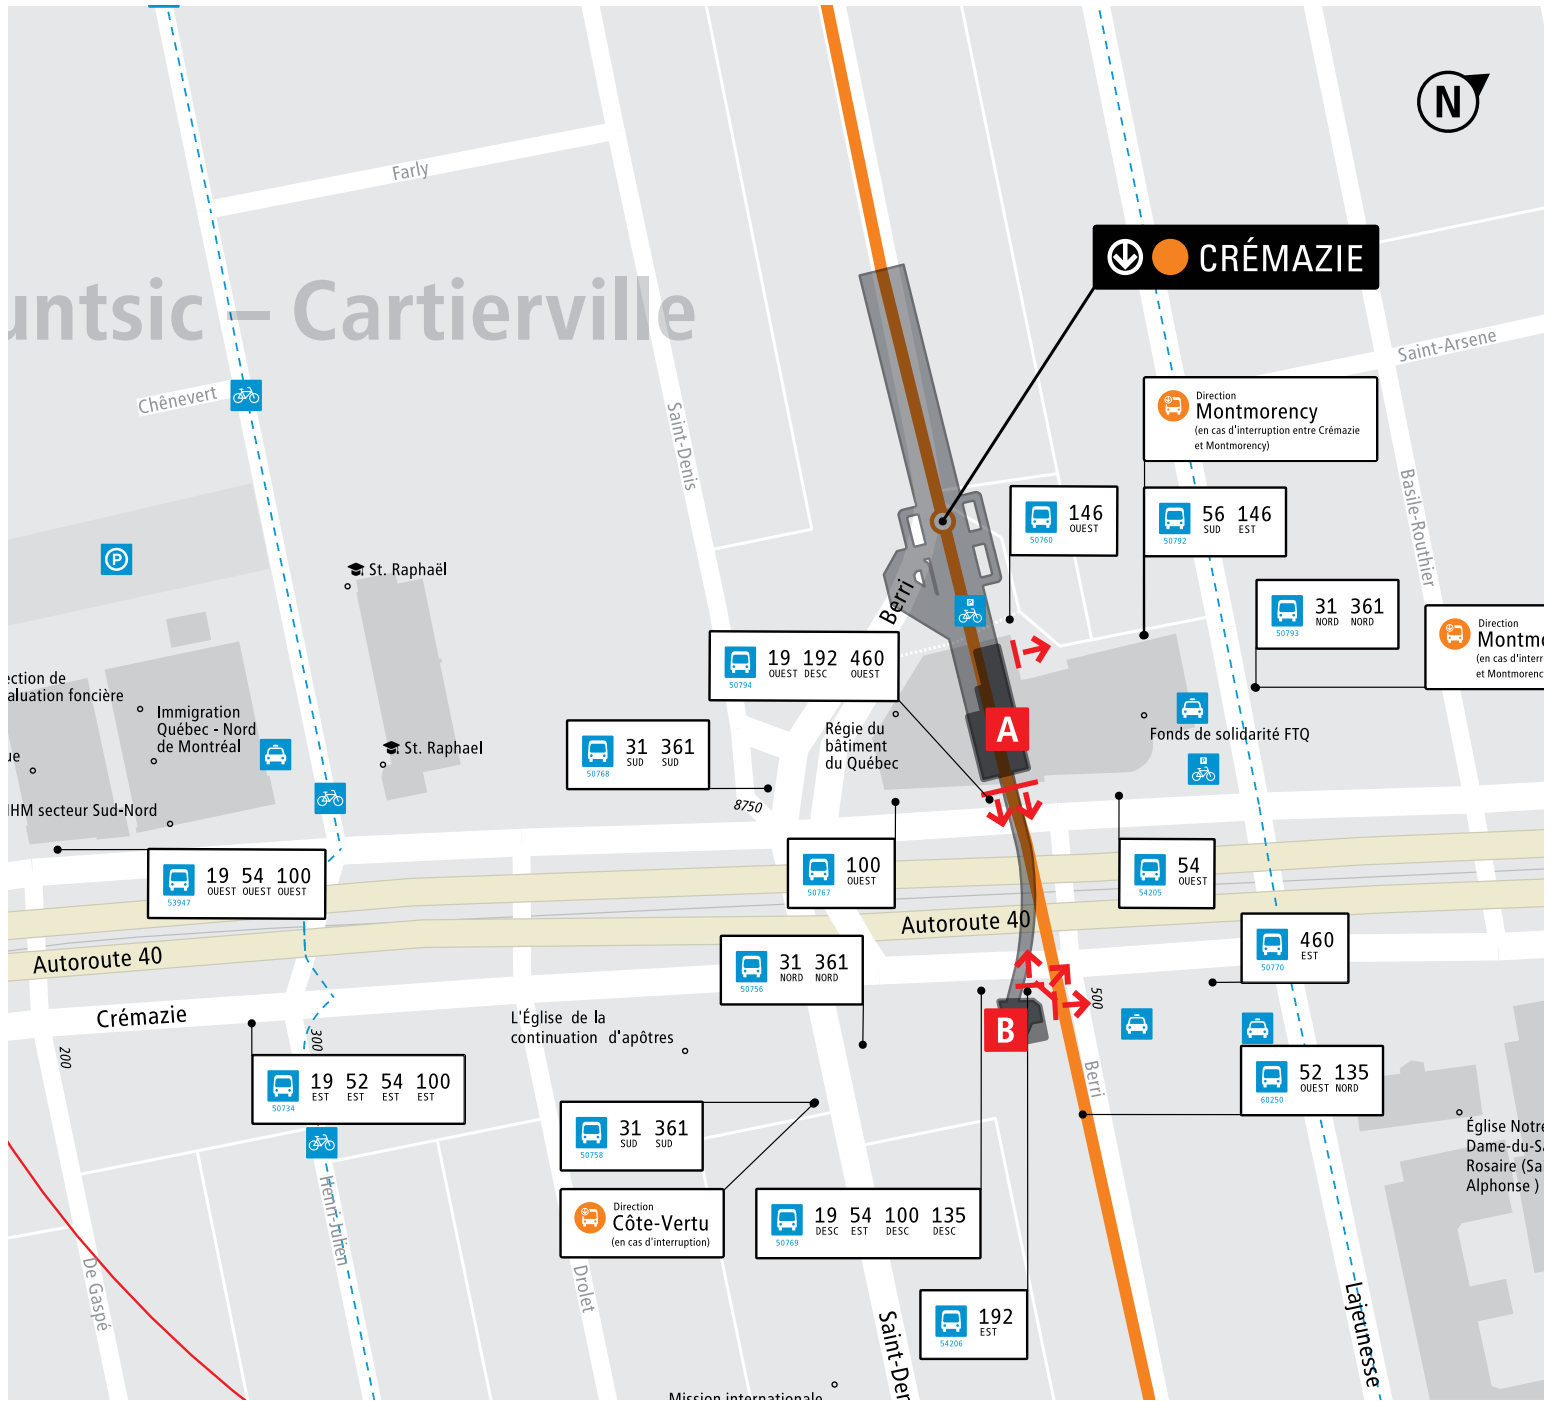 N
Farly
CRÉMAZIE
untsic – Cartierville
Saint-Arsene
Chênevert
Saint-Denis
Direction
Montmorency
(en cas d'interruption entre Crémazie
et Montmorency)
Basile-Routhier
146
OUEST
50760
56 146
SUD EST
50792
P
St. Raphaël
Berri
P
31 361
NORD NORD
50793
Direction
Montmo
(en cas d'interr
et Montmorenc
19 192 460
OUEST DESC OUEST
50794
ection de
aluation foncière
Immigration
Québec - Nord
de Montréal
St. Raphael
31 361
SUD SUD
50768
Régie du
bâtiment
du Québec
A
Fonds de solidarité FTQ
P
ue
HM secteur Sud-Nord
8750
19 54 100
OUEST OUEST OUEST
53947
100
OUEST
50767
54
OUEST
54205
Autoroute 40
Autoroute 40
460
EST
50770
31 361
NORD NORD
50756
Crémazie
500
L'Église de la
continuation d'apôtres
B
200
300
19 52 54 100
EST EST EST EST
50734
Berri
52 135
OUEST NORD
60250
31 361
SUD SUD
50758
Église Notre
Dame-du-Sa
Rosaire (Sa
Alphonse )
Henri-Julien
Direction
Côte-Vertu
(en cas d'interruption)
19 54 100 135
DESC EST DESC DESC
50769
De Gaspé
Drolet
192
EST
54206
Saint-Der
Lajeunesse
Mission internationale